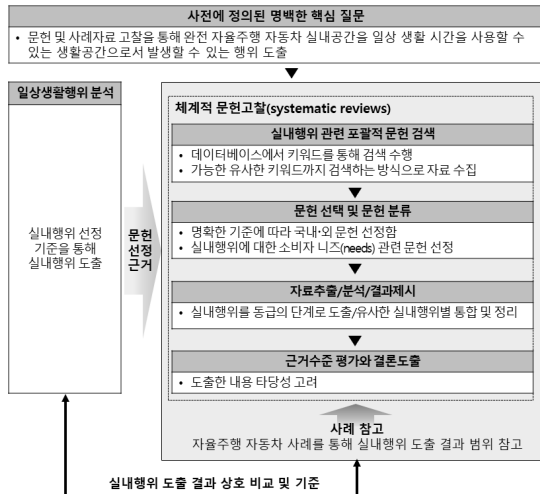 사전에 정의된 명백한 핵심 질문
• 문헌 및 사례자료 고찰을 통해 완전 자율주행 자동차 실내공간을 일상 생활 시간을 사용할 수
있는 생활공간으로서 발생할 수 있는 행위 도출
일상생활행위 분석
실내행위 선정
기준을 통해
실내행위 도출
문헌
선정
근거
체계적 문헌고찰(systematic reviews)
실내행위 관련 포괄적 문헌 검색
• 데이터베이스에서 키워드를 통해 검색 수행
• 가능한 유사한 키워드까지 검색하는 방식으로 자료 수집
문헌 선택 및 문헌 분류
• 명확한 기준에 따라 국내·외 문헌 선정함
• 실내행위에 대한 소비자 니즈(needs) 관련 문헌 선정
자료추출/분석/결과제시
• 실내행위를 동급의 단계로 도출/유사한 실내행위별 통합 및 정리
근거수준 평가와 결론도출
• 도출한 내용 타당성 고려
사례 참고
자율주행 자동차 사례를 통해 실내행위 도출 결과 범위 참고
실내행위 도출 결과 상호 비교 및 기준